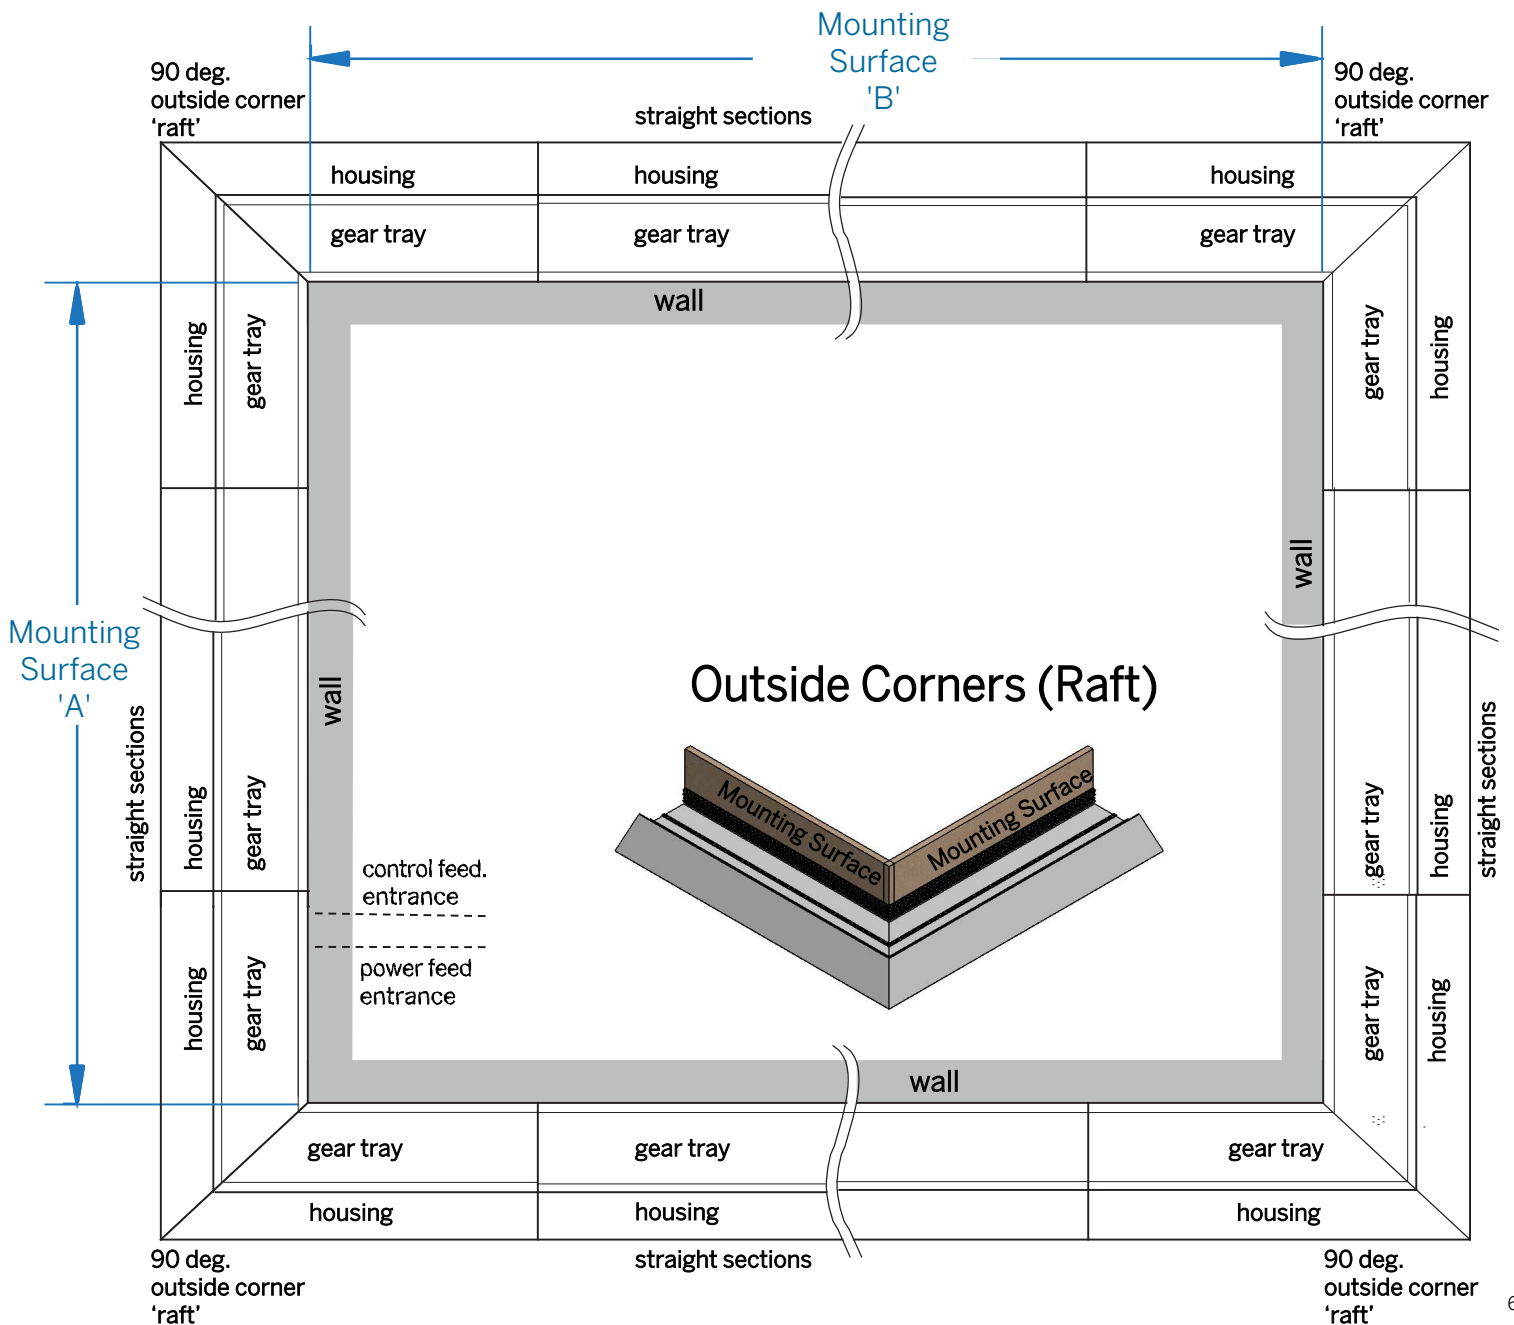 Mounting
Surface
'B'
90 deg.
outside corner
‘raft’
90 deg.
outside corner
‘raft’
straight sections
housing
housing
housing
gear tray
gear tray
gear tray
wall
housing
gear tray
gear tray
housing
wall
Mounting
Surface
'A'
wall
straight sections
straight sections
Outside Corners (Raft)
Mounting Surface
Mounting Surface
housing
gear tray
gear tray
housing
control feed.
entrance
power feed
entrance
housing
gear tray
gear tray
housing
wall
gear tray
gear tray
gear tray
housing
housing
housing
straight sections
90 deg.
outside corner
‘raft’
90 deg.
outside corner
‘raft’
6